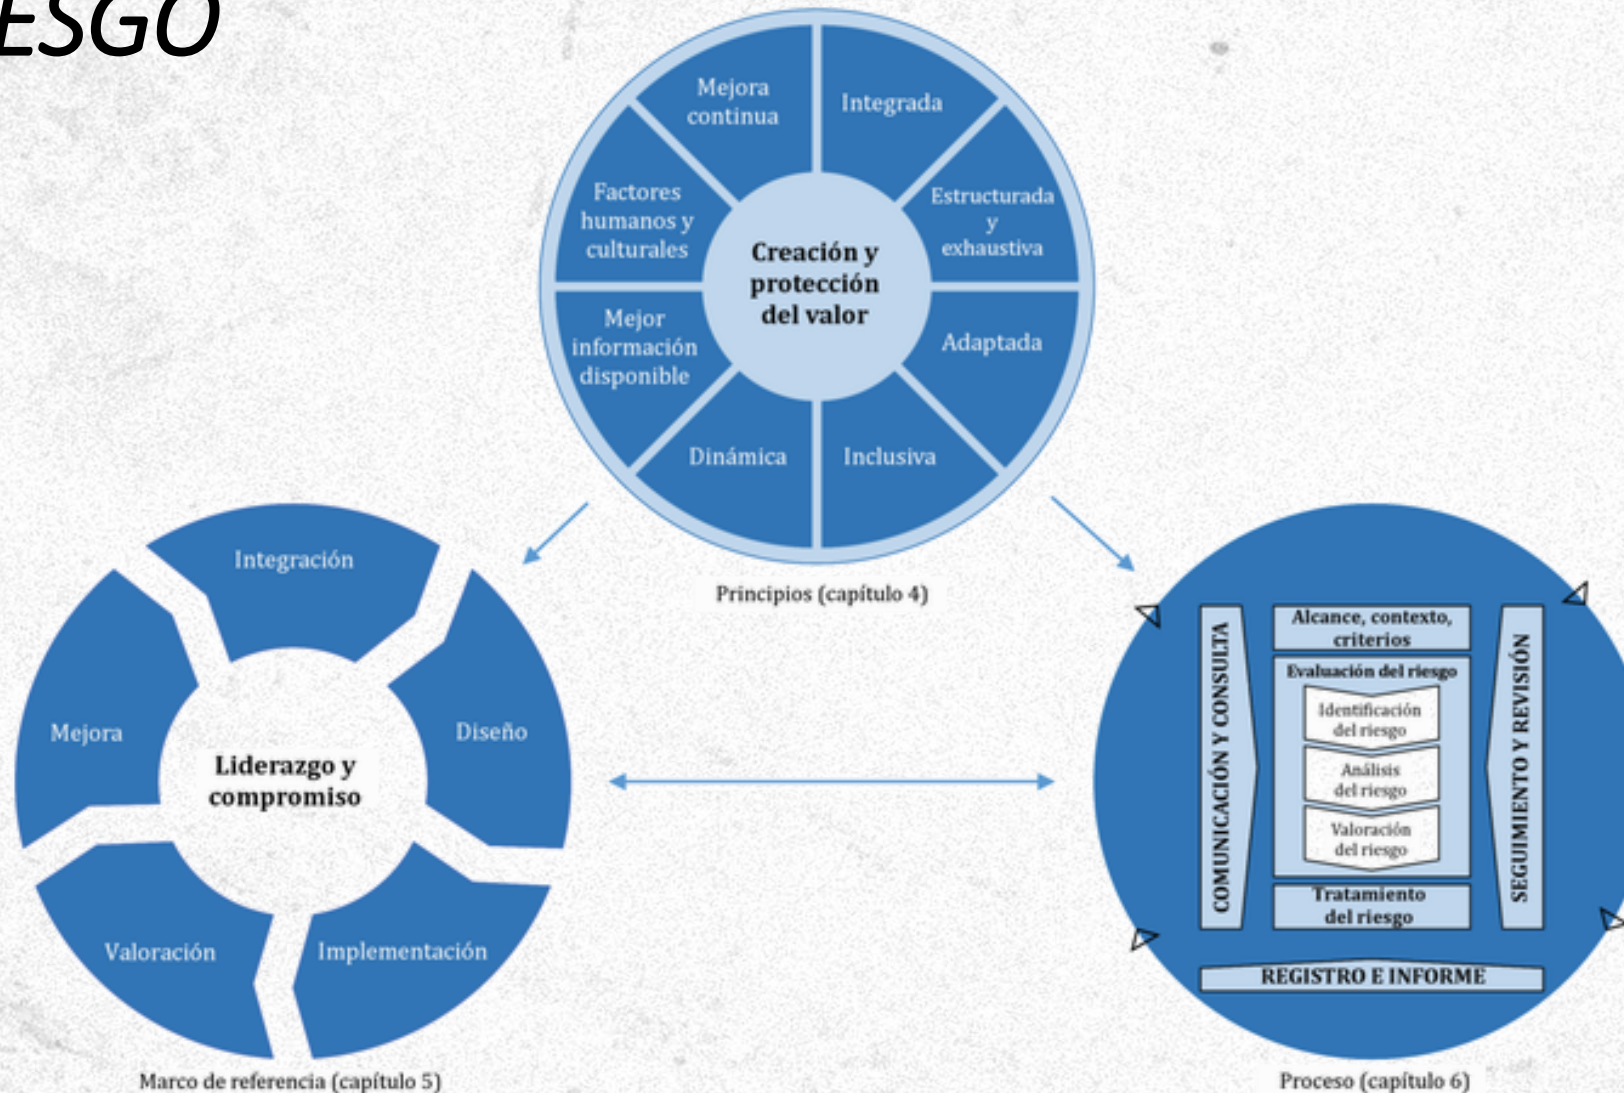 ESGO
Mejora
continua
Integrada
Estructurada
y
exhaustiva
Adaptada
Inclusiva
Dinámica
Mejor
información
disponible
Factores
humanos y
culturales
Creación y
protección
del valor
Principios (capítulo 4)
Integración
Diseño
Implementación
Valoración
Mejora
Liderazgo y
compromiso
Marco de referencia (capítulo 5)
COMUNICACIÓN Y CONSULTA
Alcance, contexto,
criterios
Evaluación del riesgo
Identificación
del riesgo
Análisis
del riesgo
Valoración
del riesgo
Tratamiento
del riesgo
SEGUIMIENTO Y REVISIÓN
REGISTRO E INFORME
Proceso (capítulo 6)